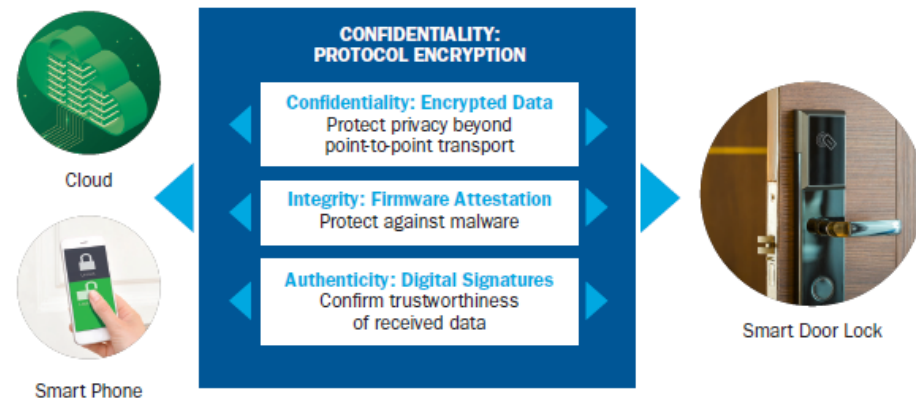 CONFIDENTIALITY:
PROTOCOL ENCRYPTION
Confidentiality: Encrypted Data
Protect privacy beyond
point-to-point transport
Integrity: Firmware Attestation
Protect against malware
Authenticity: Digital Signatures
Confirm trustworthiness
of received data
Cloud
Smart Phone
Smart Door Lock